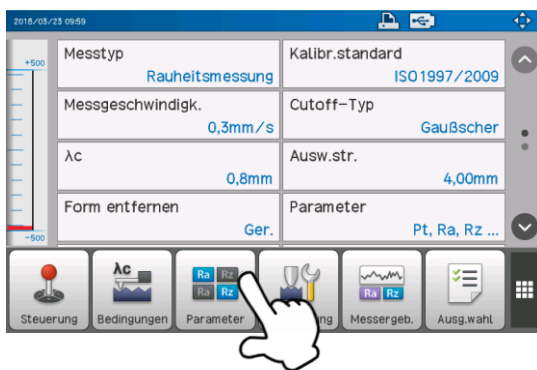 2018/03/23 09:59
+500
-500
Messtyp
Rauheitsmessung
Kalibr.standard
ISO1997/2009
Messgeschwindigk.
0,3mm/s
Cutoff-Typ
Gaußscher
λc
0,8mm
Ausw.str.
4,00mm
Form entfernen
Ger.
Parameter
Pt, Ra, Rz ...
λc
Ra Rz
Ra Rz
Ra Rz
Steuerung
Bedingungen
Parameter
ung
Messergeb.
Ausg.wahl